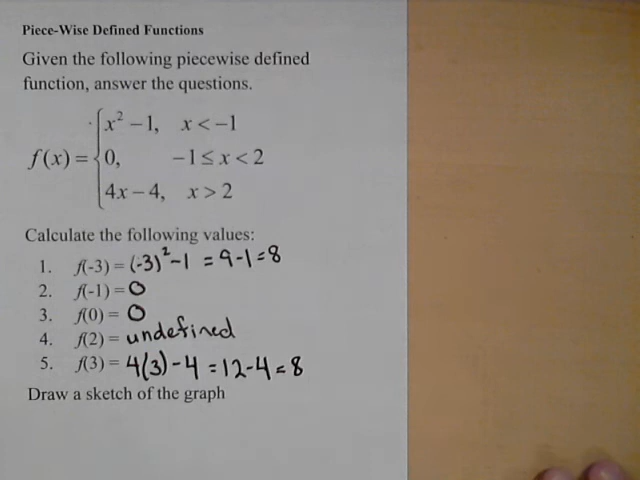 Piece-Wise Defined Functions
Given the following piecewise defined
function, answer the questions.
x² – 1, x < –1
f(x) = { 0, –1 ≤ x < 2
4x – 4, x > 2
Calculate the following values:
1. f(-3) = (-3)² - 1 = 9 - 1 = 8
2. f(-1) = 0
3. f(0) = 0
4. f(2) = undefined
5. f(3) = 4(3) - 4 = 12 - 4 = 8
Draw a sketch of the graph